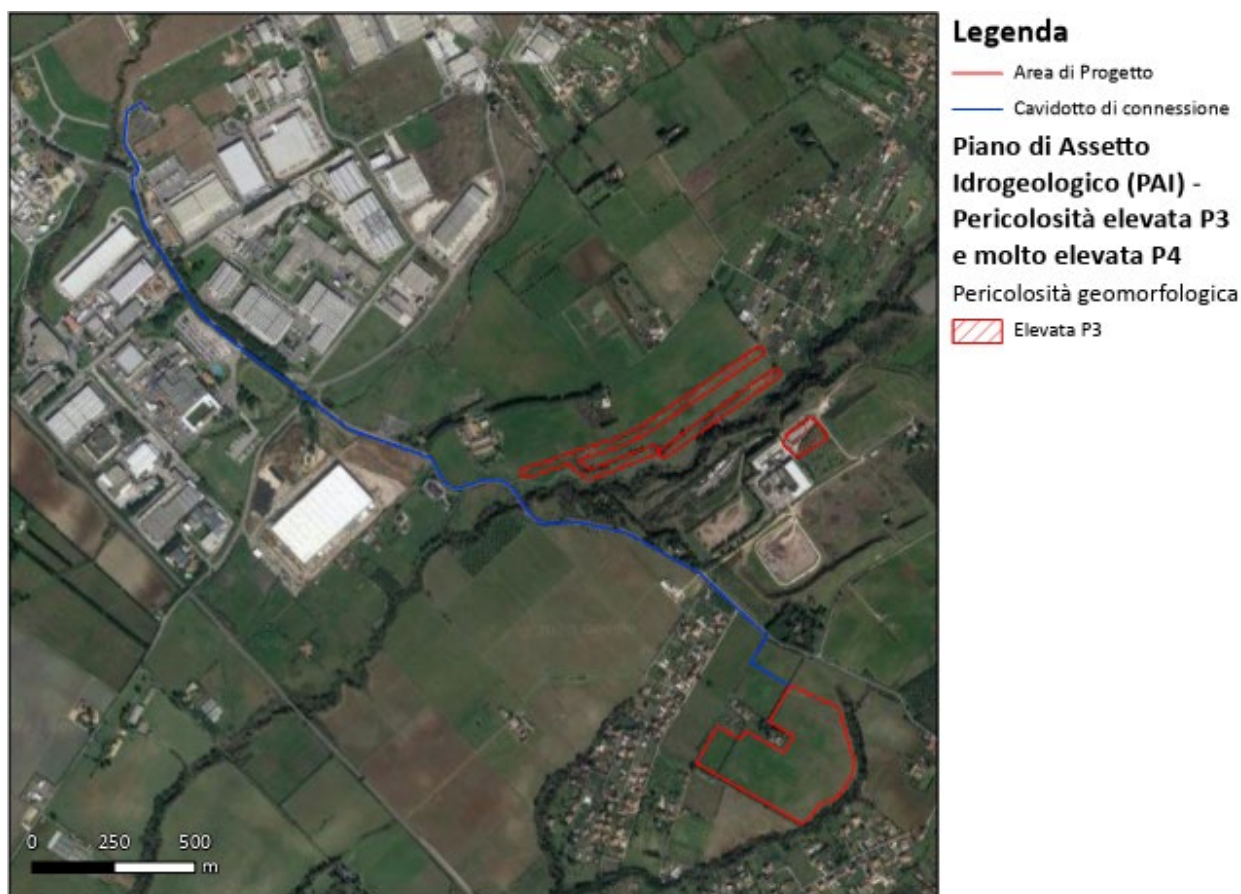 Legenda
Area di Progetto
Cavidotto di connessione
Piano di Assetto
Idrogeologico (PAI) -
Pericolosità elevata P3
e molto elevata P4
Pericolosità geomorfologica
Elevata P3
0 250 500
m